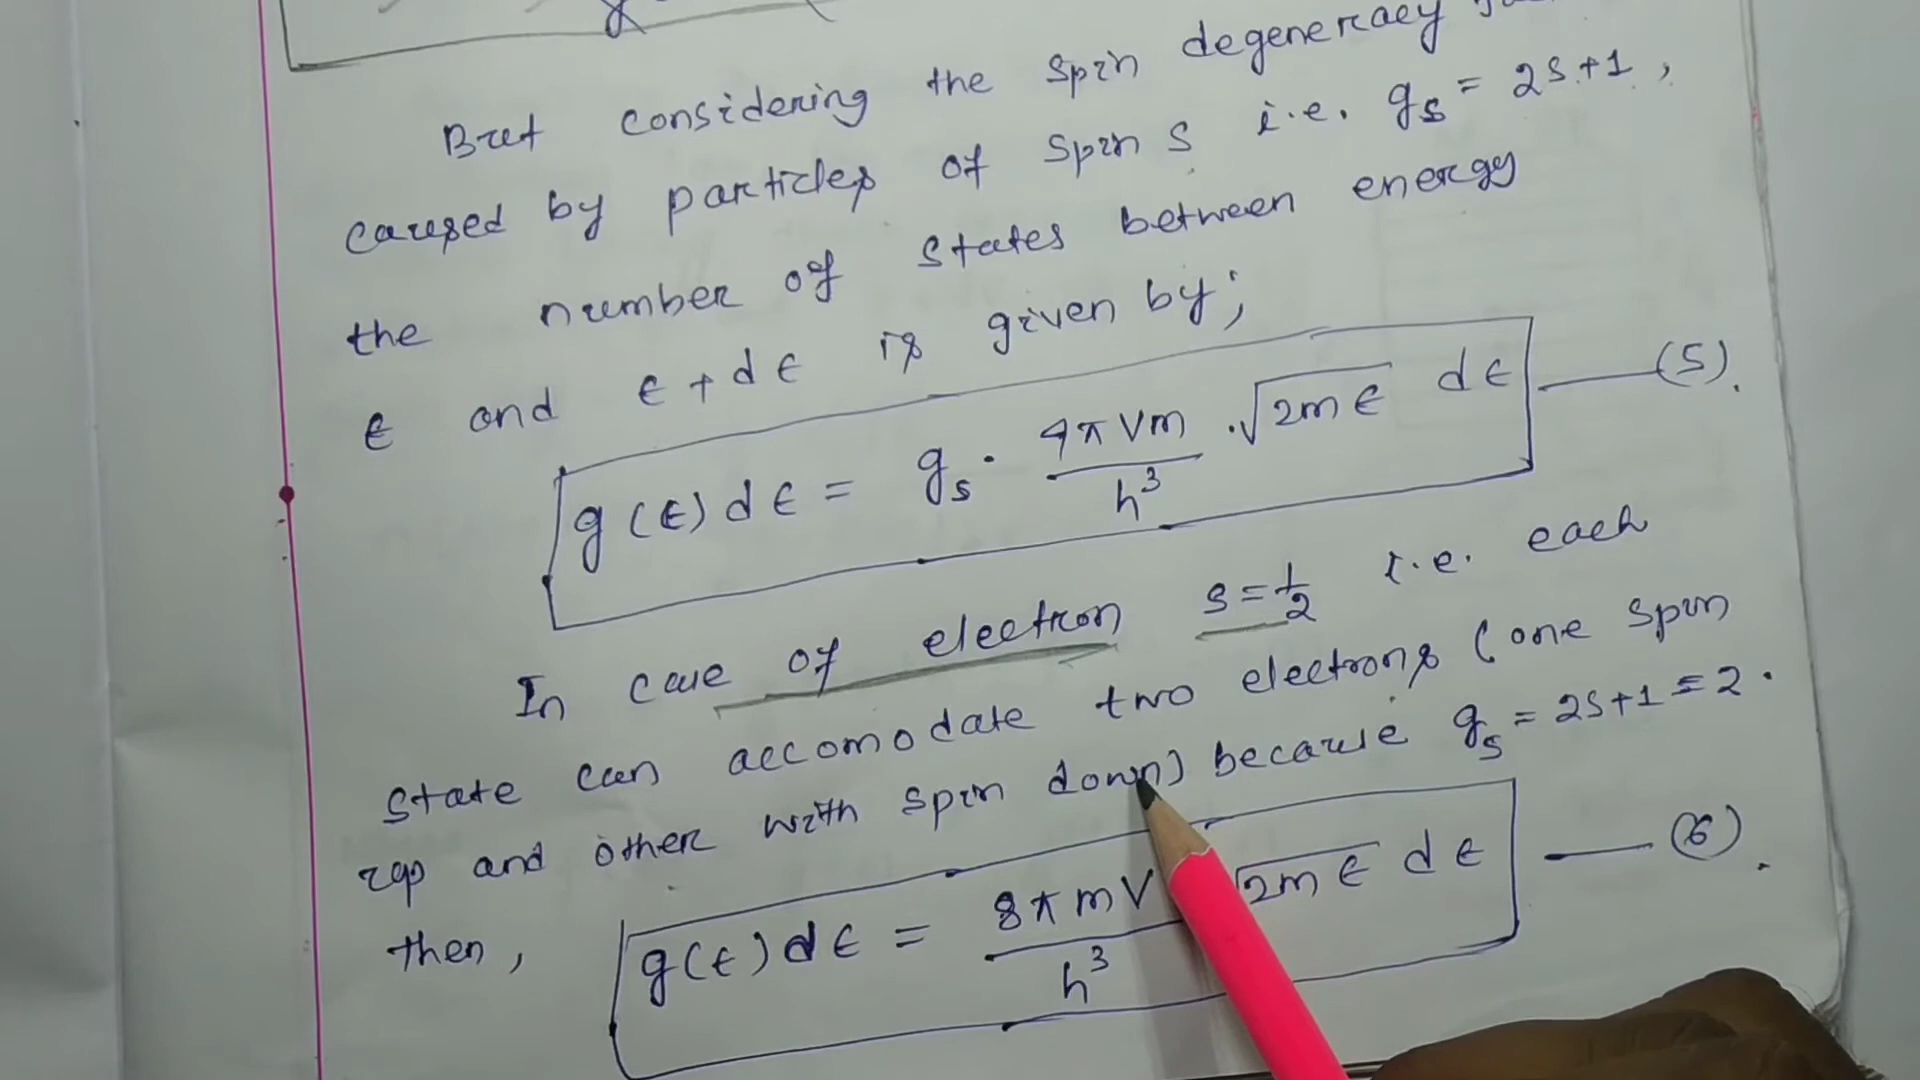 But considering the spin degeneracy
caused by particles of spin S i.e. gₛ = 2S+1,
the number of states between energy
ϵ and ϵ+dϵ is given by;
g(ϵ)dϵ = gₛ · 4πVm/h³ · √2mϵ dϵ —— (5).
In case of electron s=1/2 i.e. each
state can accomodate two electrons (one spin
up and other with spin down) because gₛ = 2S+1=2.
then, g(ϵ)dϵ = 8πmV/h³ √2mϵ dϵ —— (6).